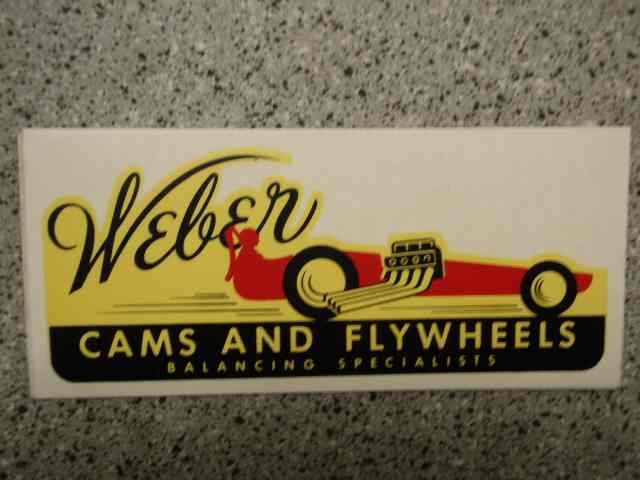 Weber
CAMS AND FLYWHEELS
BALANCING SPECIALISTS